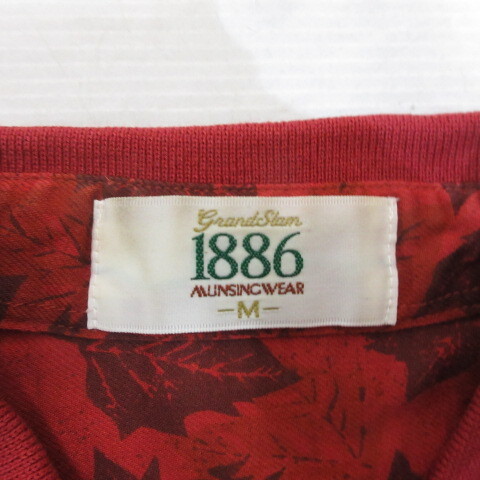 Grand Slam
1886
MUNSINGWEAR
-M-